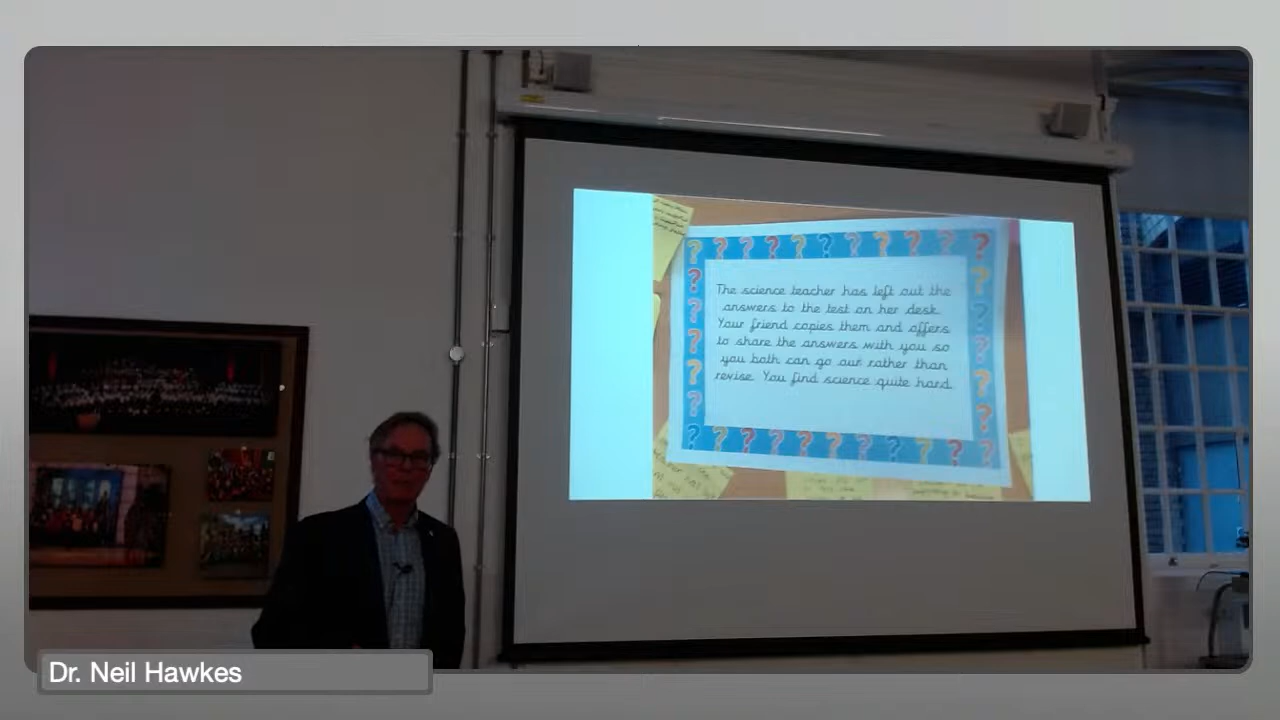 The science teacher has left out the
answers to the test on her desk.
Your friend copies them and offers
to share the answers with you so
you both can go our rather than
revise. You find science quite hard.
Dr. Neil Hawkes